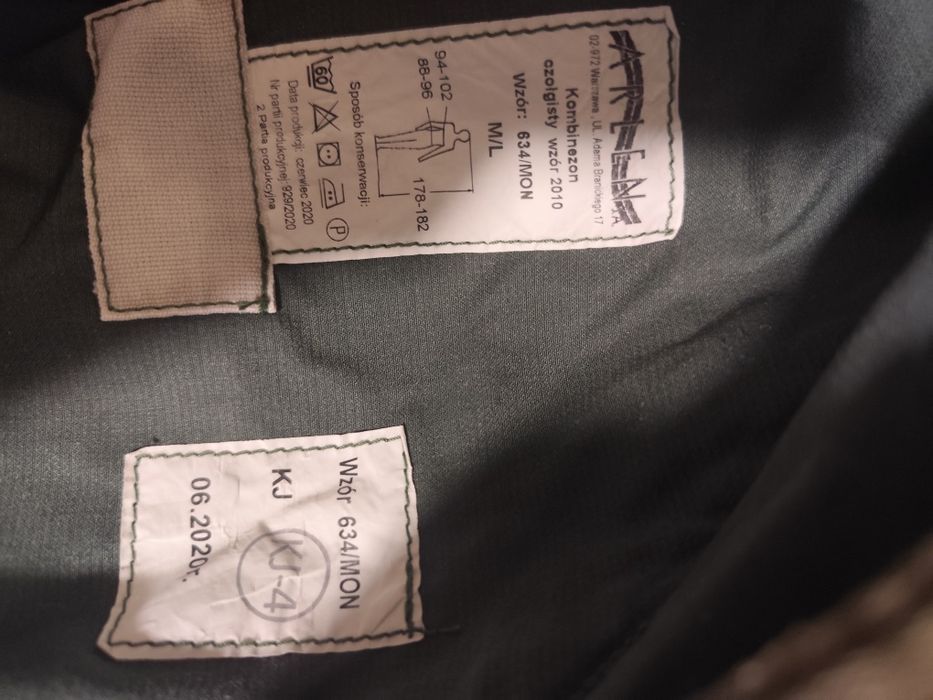 ARLEN S.A
02-972 Warszawa , UL. Adama Branickiego 17
Kombinezon
czołgisty wzór 2010
Wzór: 634/MON
M/L
94-102
88-96
178-182
Sposób konserwacji:
60
P
Data produkcji: czerwiec 2020
Nr partii produkcyjnej: 929/2020
2 Partia produkcyjna
Wzór 634/MON
KJ KJ-4
06.2020r.